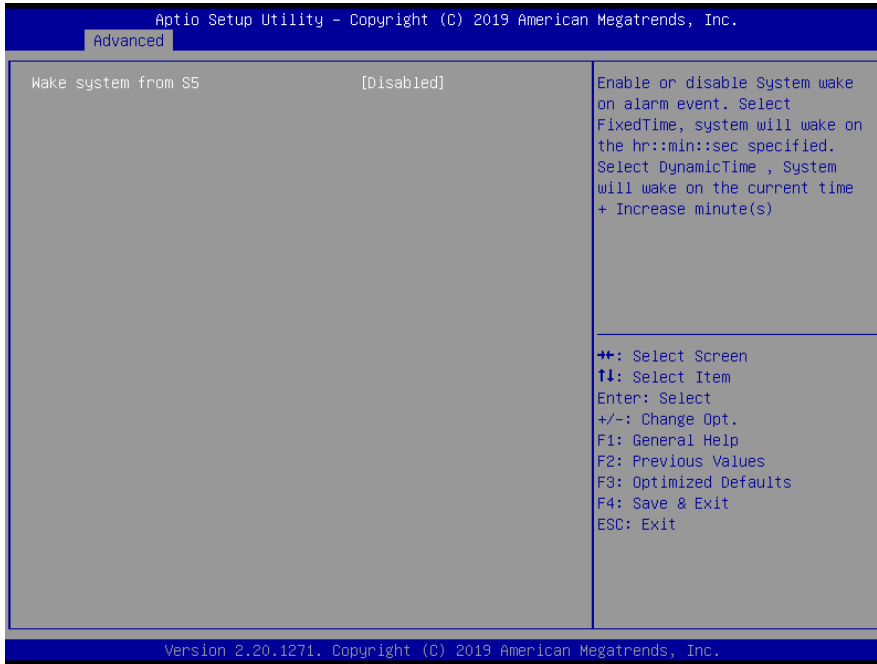 Aptio Setup Utility – Copyright (C) 2019 American Megatrends, Inc.
Advanced
Wake system from S5 [Disabled]
Enable or disable System wake
on alarm event. Select
FixedTime, system will wake on
the hr::min::sec specified.
Select DynamicTime , System
will wake on the current time
+ Increase minute(s)
→←: Select Screen
↑↓: Select Item
Enter: Select
+/-: Change Opt.
F1: General Help
F2: Previous Values
F3: Optimized Defaults
F4: Save & Exit
ESC: Exit
Version 2.20.1271. Copyright (C) 2019 American Megatrends, Inc.